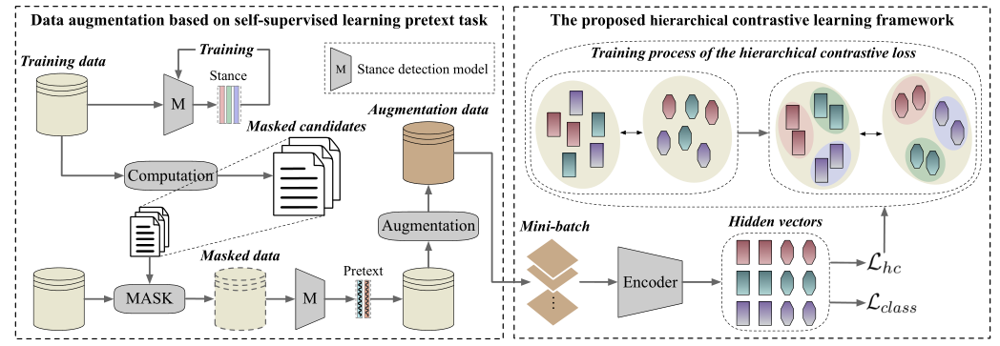 Data augmentation based on self-supervised learning pretext task
Training data
Training
M
Stance
M
Stance detection model
Masked candidates
Augmentation data
Computation
Augmentation
Masked data
Pretext
MASK
M
The proposed hierarchical contrastive learning framework
Training process of the hierarchical contrastive loss
Mini-batch
Hidden vectors
Encoder
ℒhc
ℒclass